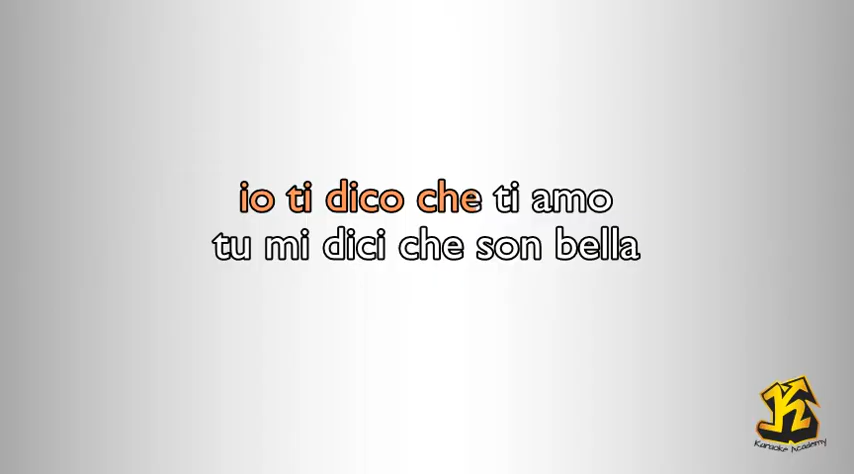 io ti dico che ti amo
tu mi dici che son bella
K
Karaoke Academy